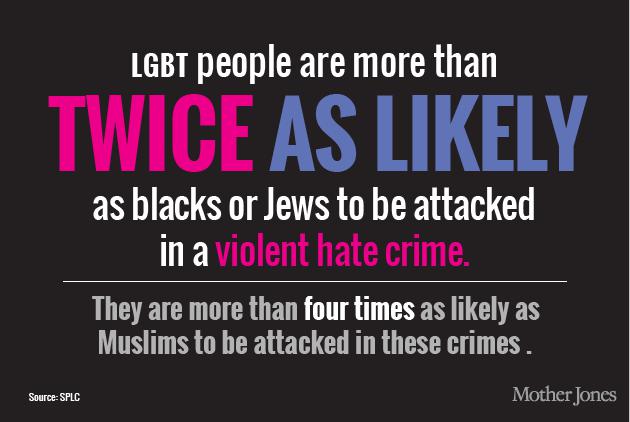 LGBT people are more than
TWICE AS LIKELY
as blacks or Jews to be attacked
in a violent hate crime.
They are more than four times as likely as
Muslims to be attacked in these crimes .
Source: SPLC
Mother Jones